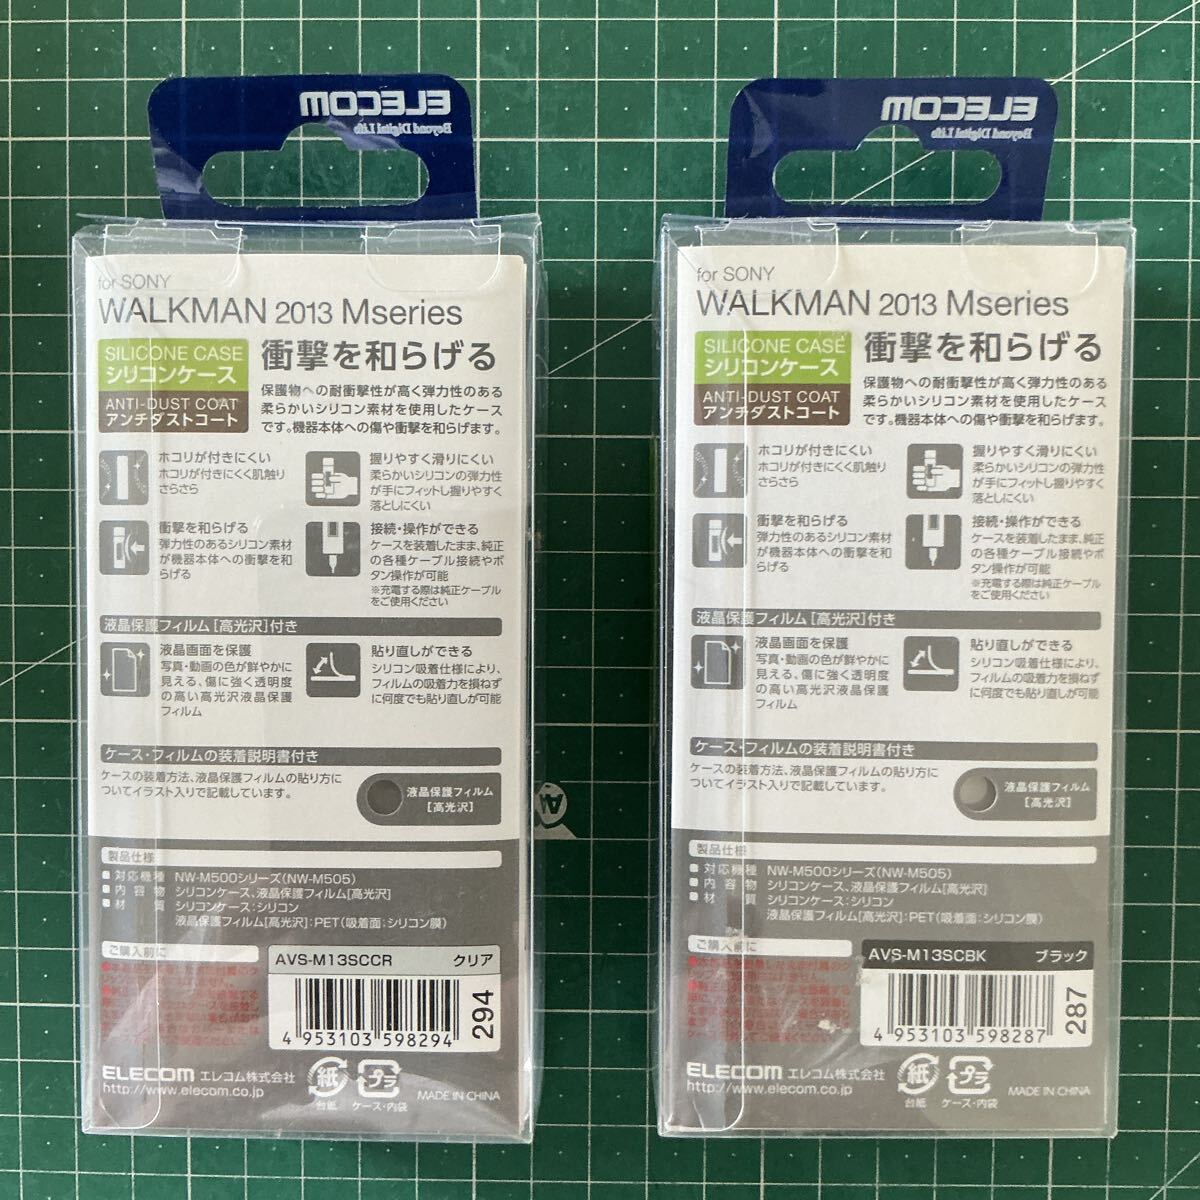 ELECOM
Beyond Digital Life
for SONY
WALKMAN 2013 Mseries
SILICONE CASE
シリコンケース
ANTI-DUST COAT
アンチダストコート
衝撃を和らげる
保護物への耐衝撃性が高く弾力性のある
柔らかいシリコン素材を使用したケース
です。機器本体への傷や衝撃を和らげます。
ホコリが付きにくい
ホコリが付きにくく肌触り
さらさら
握りやすく滑りにくい
柔らかいシリコンの弾力性
が手にフィットし握りやすく
落としにくい
衝撃を和らげる
弾力性のあるシリコン素材
が機器本体への衝撃を和
らげる
接続・操作ができる
ケースを装着したまま、純正
の各種ケーブル接続やボ
タン操作が可能
※充電する際は純正ケーブル
をご使用ください
液晶保護フィルム[高光沢]付き
液晶画面を保護
写真・動画の色が鮮やかに
見える、傷に強く透明度
の高い高光沢液晶保護
フィルム
貼り直しができる
シリコン吸着仕様により、
フィルムの吸着力を損ねず
に何度でも貼り直しが可能
ケース・フィルムの装着説明書付き
ケースの装着方法、液晶保護フィルムの貼り方に
ついてイラスト入りで記載しています。
液晶保護フィルム
[高光沢]
製品仕様
■対応機種 NW-M500シリーズ(NW-M505)
■内容物 シリコンケース、液晶保護フィルム[高光沢]
■材質 シリコンケース:シリコン
液晶保護フィルム[高光沢]:PET(吸着面:シリコン膜)
ご購入前に
AVS-M13SCCR クリア
4 953103 598294
294
ELECOM エレコム株式会社
http://www.elecom.co.jp
紙
台紙
プラ
ケース・内袋
MADE IN CHINA
ELECOM
Beyond Digital Life
for SONY
WALKMAN 2013 Mseries
SILICONE CASE
シリコンケース
ANTI-DUST COAT
アンチダストコート
衝撃を和らげる
保護物への耐衝撃性が高く弾力性のある
柔らかいシリコン素材を使用したケース
です。機器本体への傷や衝撃を和らげます。
ホコリが付きにくい
ホコリが付きにくく肌触り
さらさら
握りやすく滑りにくい
柔らかいシリコンの弾力性
が手にフィットし握りやすく
落としにくい
衝撃を和らげる
弾力性のあるシリコン素材
が機器本体への衝撃を和
らげる
接続・操作ができる
ケースを装着したまま、純正
の各種ケーブル接続やボ
タン操作が可能
※充電する際は純正ケーブル
をご使用ください
液晶保護フィルム[高光沢]付き
液晶画面を保護
写真・動画の色が鮮やかに
見える、傷に強く透明度
の高い高光沢液晶保護
フィルム
貼り直しができる
シリコン吸着仕様により、
フィルムの吸着力を損ねず
に何度でも貼り直しが可能
ケース・フィルムの装着説明書付き
ケースの装着方法、液晶保護フィルムの貼り方に
ついてイラスト入りで記載しています。
液晶保護フィルム
[高光沢]
製品仕様
■対応機種 NW-M500シリーズ(NW-M505)
■内容物 シリコンケース、液晶保護フィルム[高光沢]
■材質 シリコンケース:シリコン
液晶保護フィルム[高光沢]:PET(吸着面:シリコン膜)
ご購入前に
AVS-M13SCBK ブラック
4 953103 598287
287
ELECOM エレコム株式会社
http://www.elecom.co.jp
紙
台紙
プラ
ケース・内袋
MADE IN CHINA